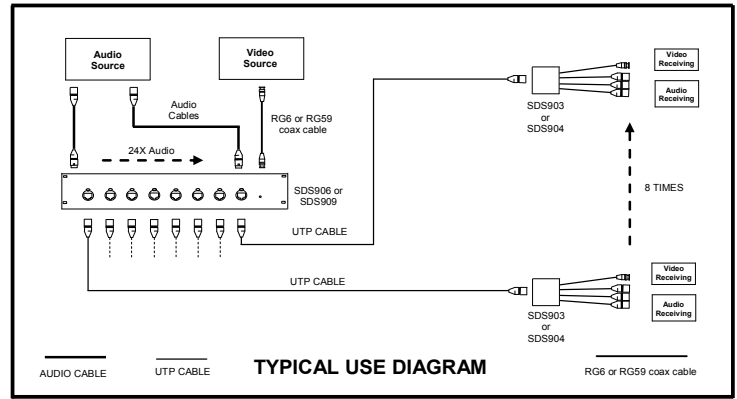 Audio
Source
Video
Source
Audio
Cables
RG6 or RG59
coax cable
24X Audio
SDS906 or
SDS909
UTP CABLE
UTP CABLE
SDS903
or
SDS904
Video
Receiving
Audio
Receiving
8 TIMES
SDS903
or
SDS904
Video
Receiving
Audio
Receiving
AUDIO CABLE
UTP CABLE
TYPICAL USE DIAGRAM
RG6 or RG59 coax cable